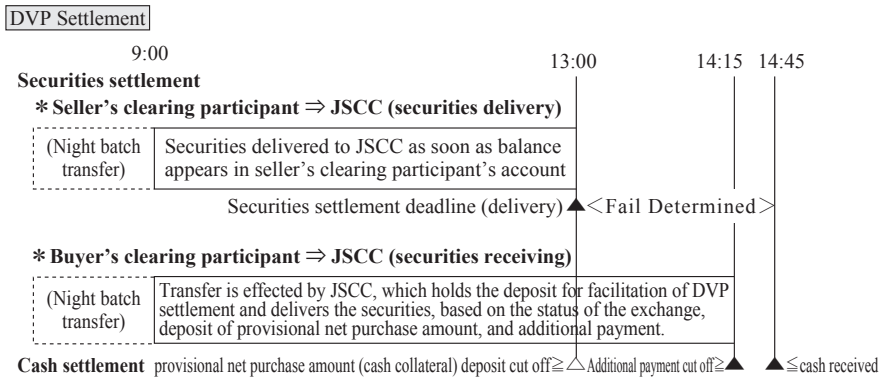 DVP Settlement
9:00
13:00
14:15
14:45
Securities settlement
＊Seller's clearing participant ⇒ JSCC (securities delivery)
(Night batch
transfer)
Securities delivered to JSCC as soon as balance
appears in seller's clearing participant's account
Securities settlement deadline (delivery) ▲ <Fail Determined>
＊Buyer's clearing participant ⇒ JSCC (securities receiving)
(Night batch
transfer)
Transfer is effected by JSCC, which holds the deposit for facilitation of DVP
settlement and delivers the securities, based on the status of the exchange,
deposit of provisional net purchase amount, and additional payment.
Cash settlement provisional net purchase amount (cash collateral) deposit cut off≧△Additional payment cut off≧▲ ▲≦cash received